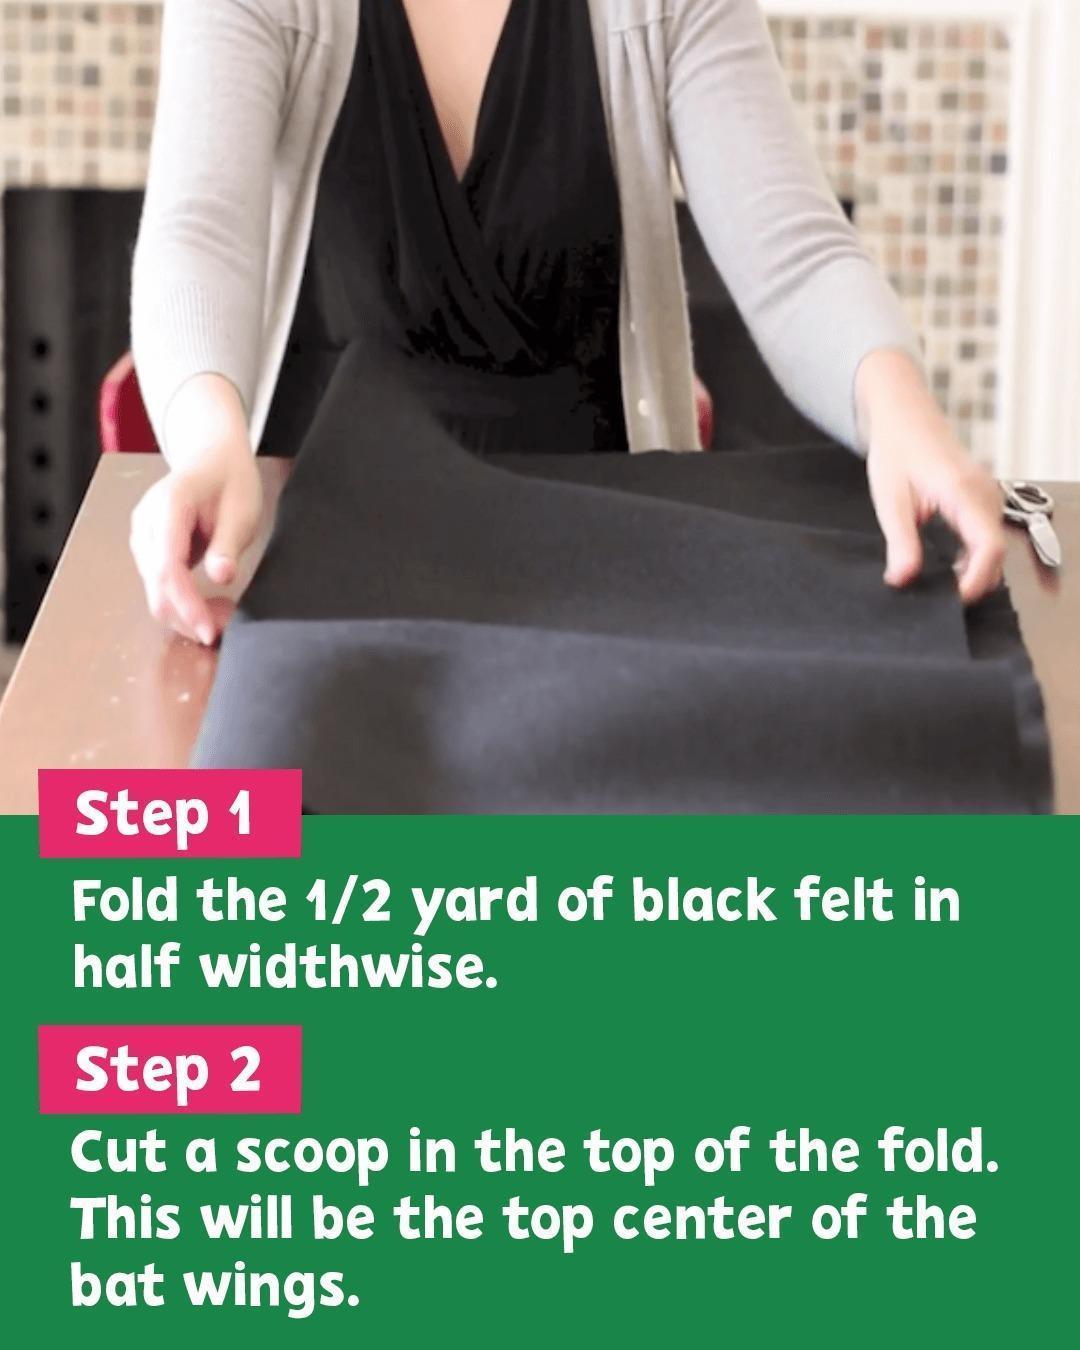 Step 1
Fold the 1/2 yard of black felt in
half widthwise.
Step 2
Cut a scoop in the top of the fold.
This will be the top center of the
bat wings.